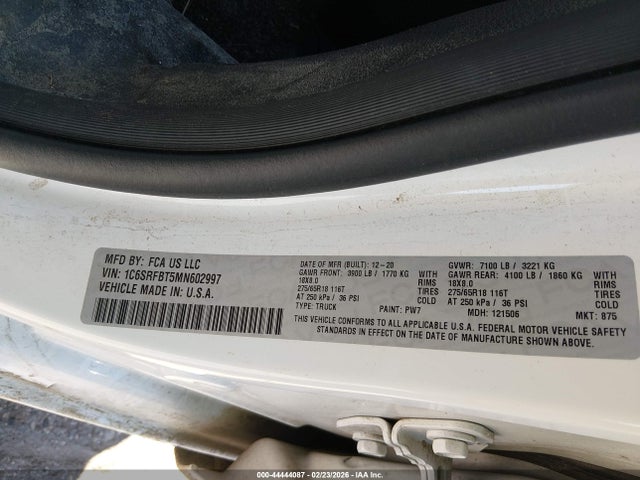 MFD BY: FCA US LLC
VIN: 1C6SRFBT5MN602997
VEHICLE MADE IN: U.S.A.
DATE OF MFR (BUILT): 12-20
GAWR FRONT: 3900 LB / 1770 KG WITH
18X8.0 RIMS
275/65R18 116T TIRES
AT 250 kPa / 36 PSI COLD
TYPE: TRUCK PAINT: PW7
GVWR: 7100 LB / 3221 KG
GAWR REAR: 4100 LB / 1860 KG WITH
18X8.0 RIMS
275/65R18 116T TIRES
AT 250 kPa / 36 PSI COLD
MDH: 121506 MKT: 875
THIS VEHICLE CONFORMS TO ALL APPLICABLE U.S.A. FEDERAL MOTOR VEHICLE SAFETY
STANDARDS IN EFFECT ON THE DATE OF MANUFACTURE SHOWN ABOVE.
000-44444087 02/23/2026 IAAI.COM